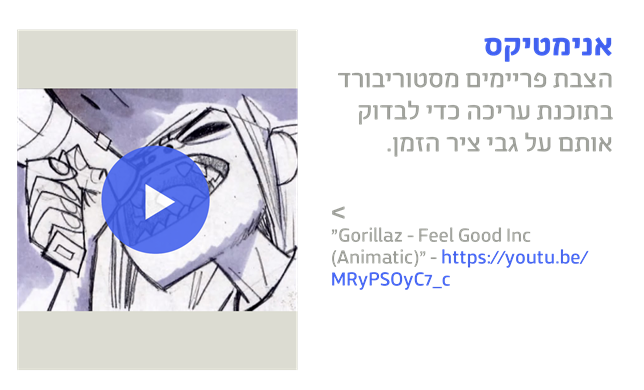 אנימטיקס
הצבת פריימים מסטוריבורד
בתוכנת עריכה כדי לבדוק
אותם על גבי ציר הזמן.
<
"Gorillaz - Feel Good Inc
(Animatic)" - https://youtu.be/
MRyPSOyC7_c